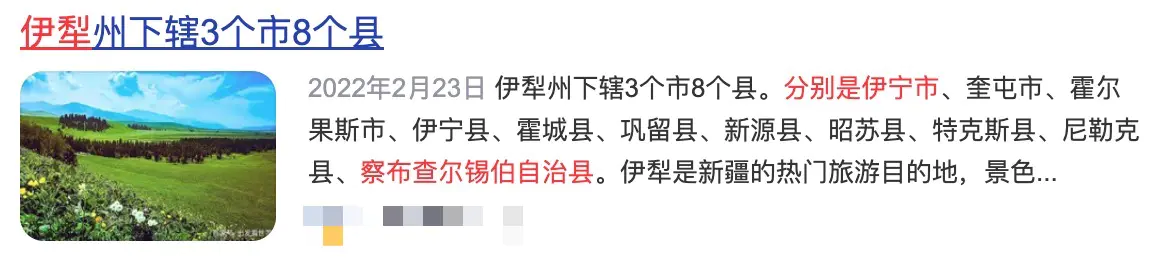 伊犁州下辖3个市8个县
2022年2月23日 伊犁州下辖3个市8个县。分别是伊宁市、奎屯市、霍尔
果斯市、伊宁县、霍城县、巩留县、新源县、昭苏县、特克斯县、尼勒克
县、察布查尔锡伯自治县。伊犁是新疆的热门旅游目的地，景色...